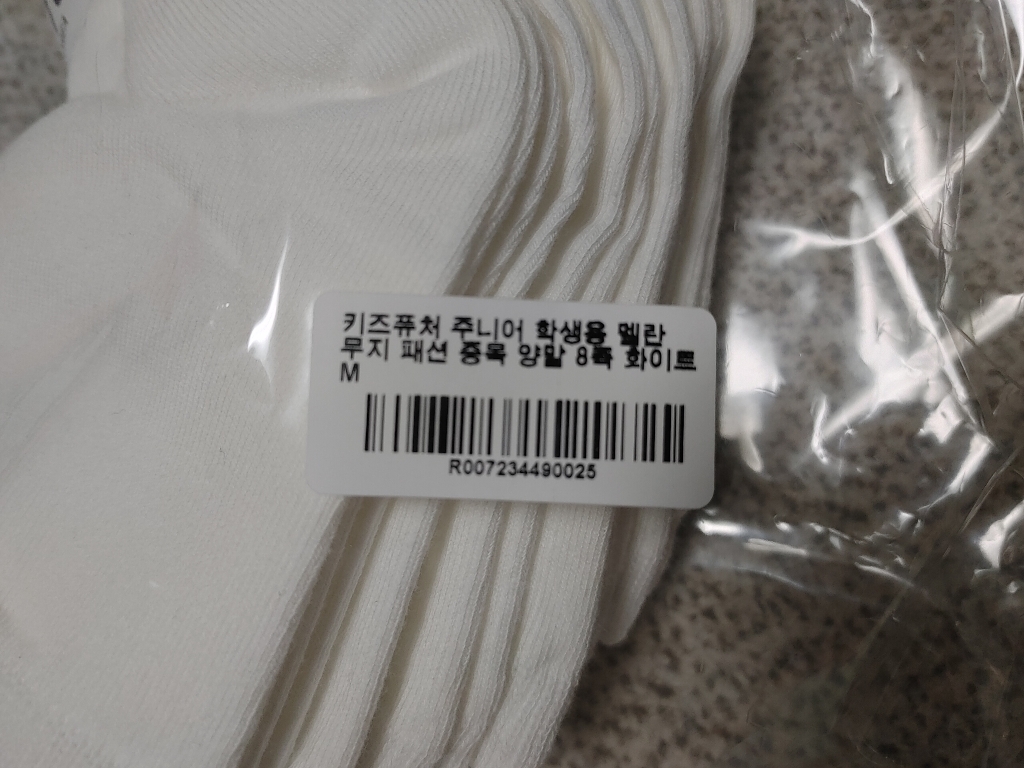 키즈퓨처 주니어 학생용 멜란
무지 패션 중목 양말 8족 화이트
M
R007234490025